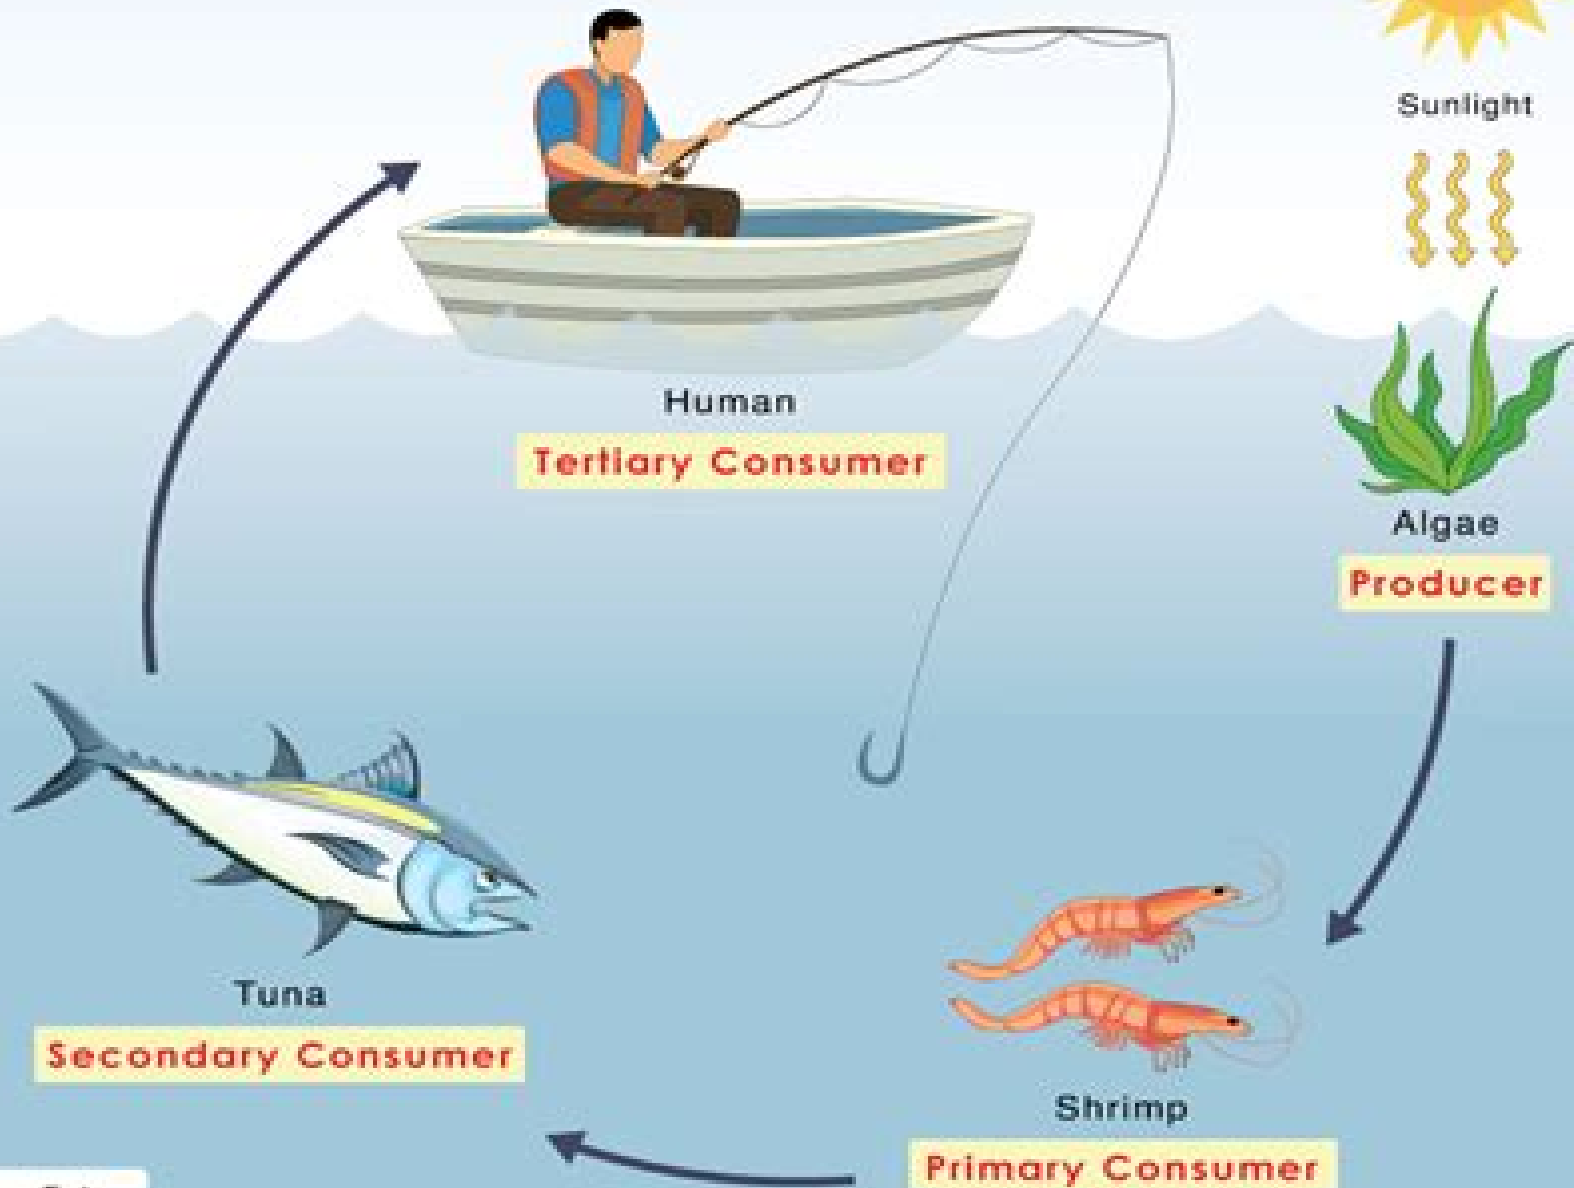 Sunlight
Human
Tertiary Consumer
Algae
Producer
Tuna
Secondary Consumer
Shrimp
Primary Consumer